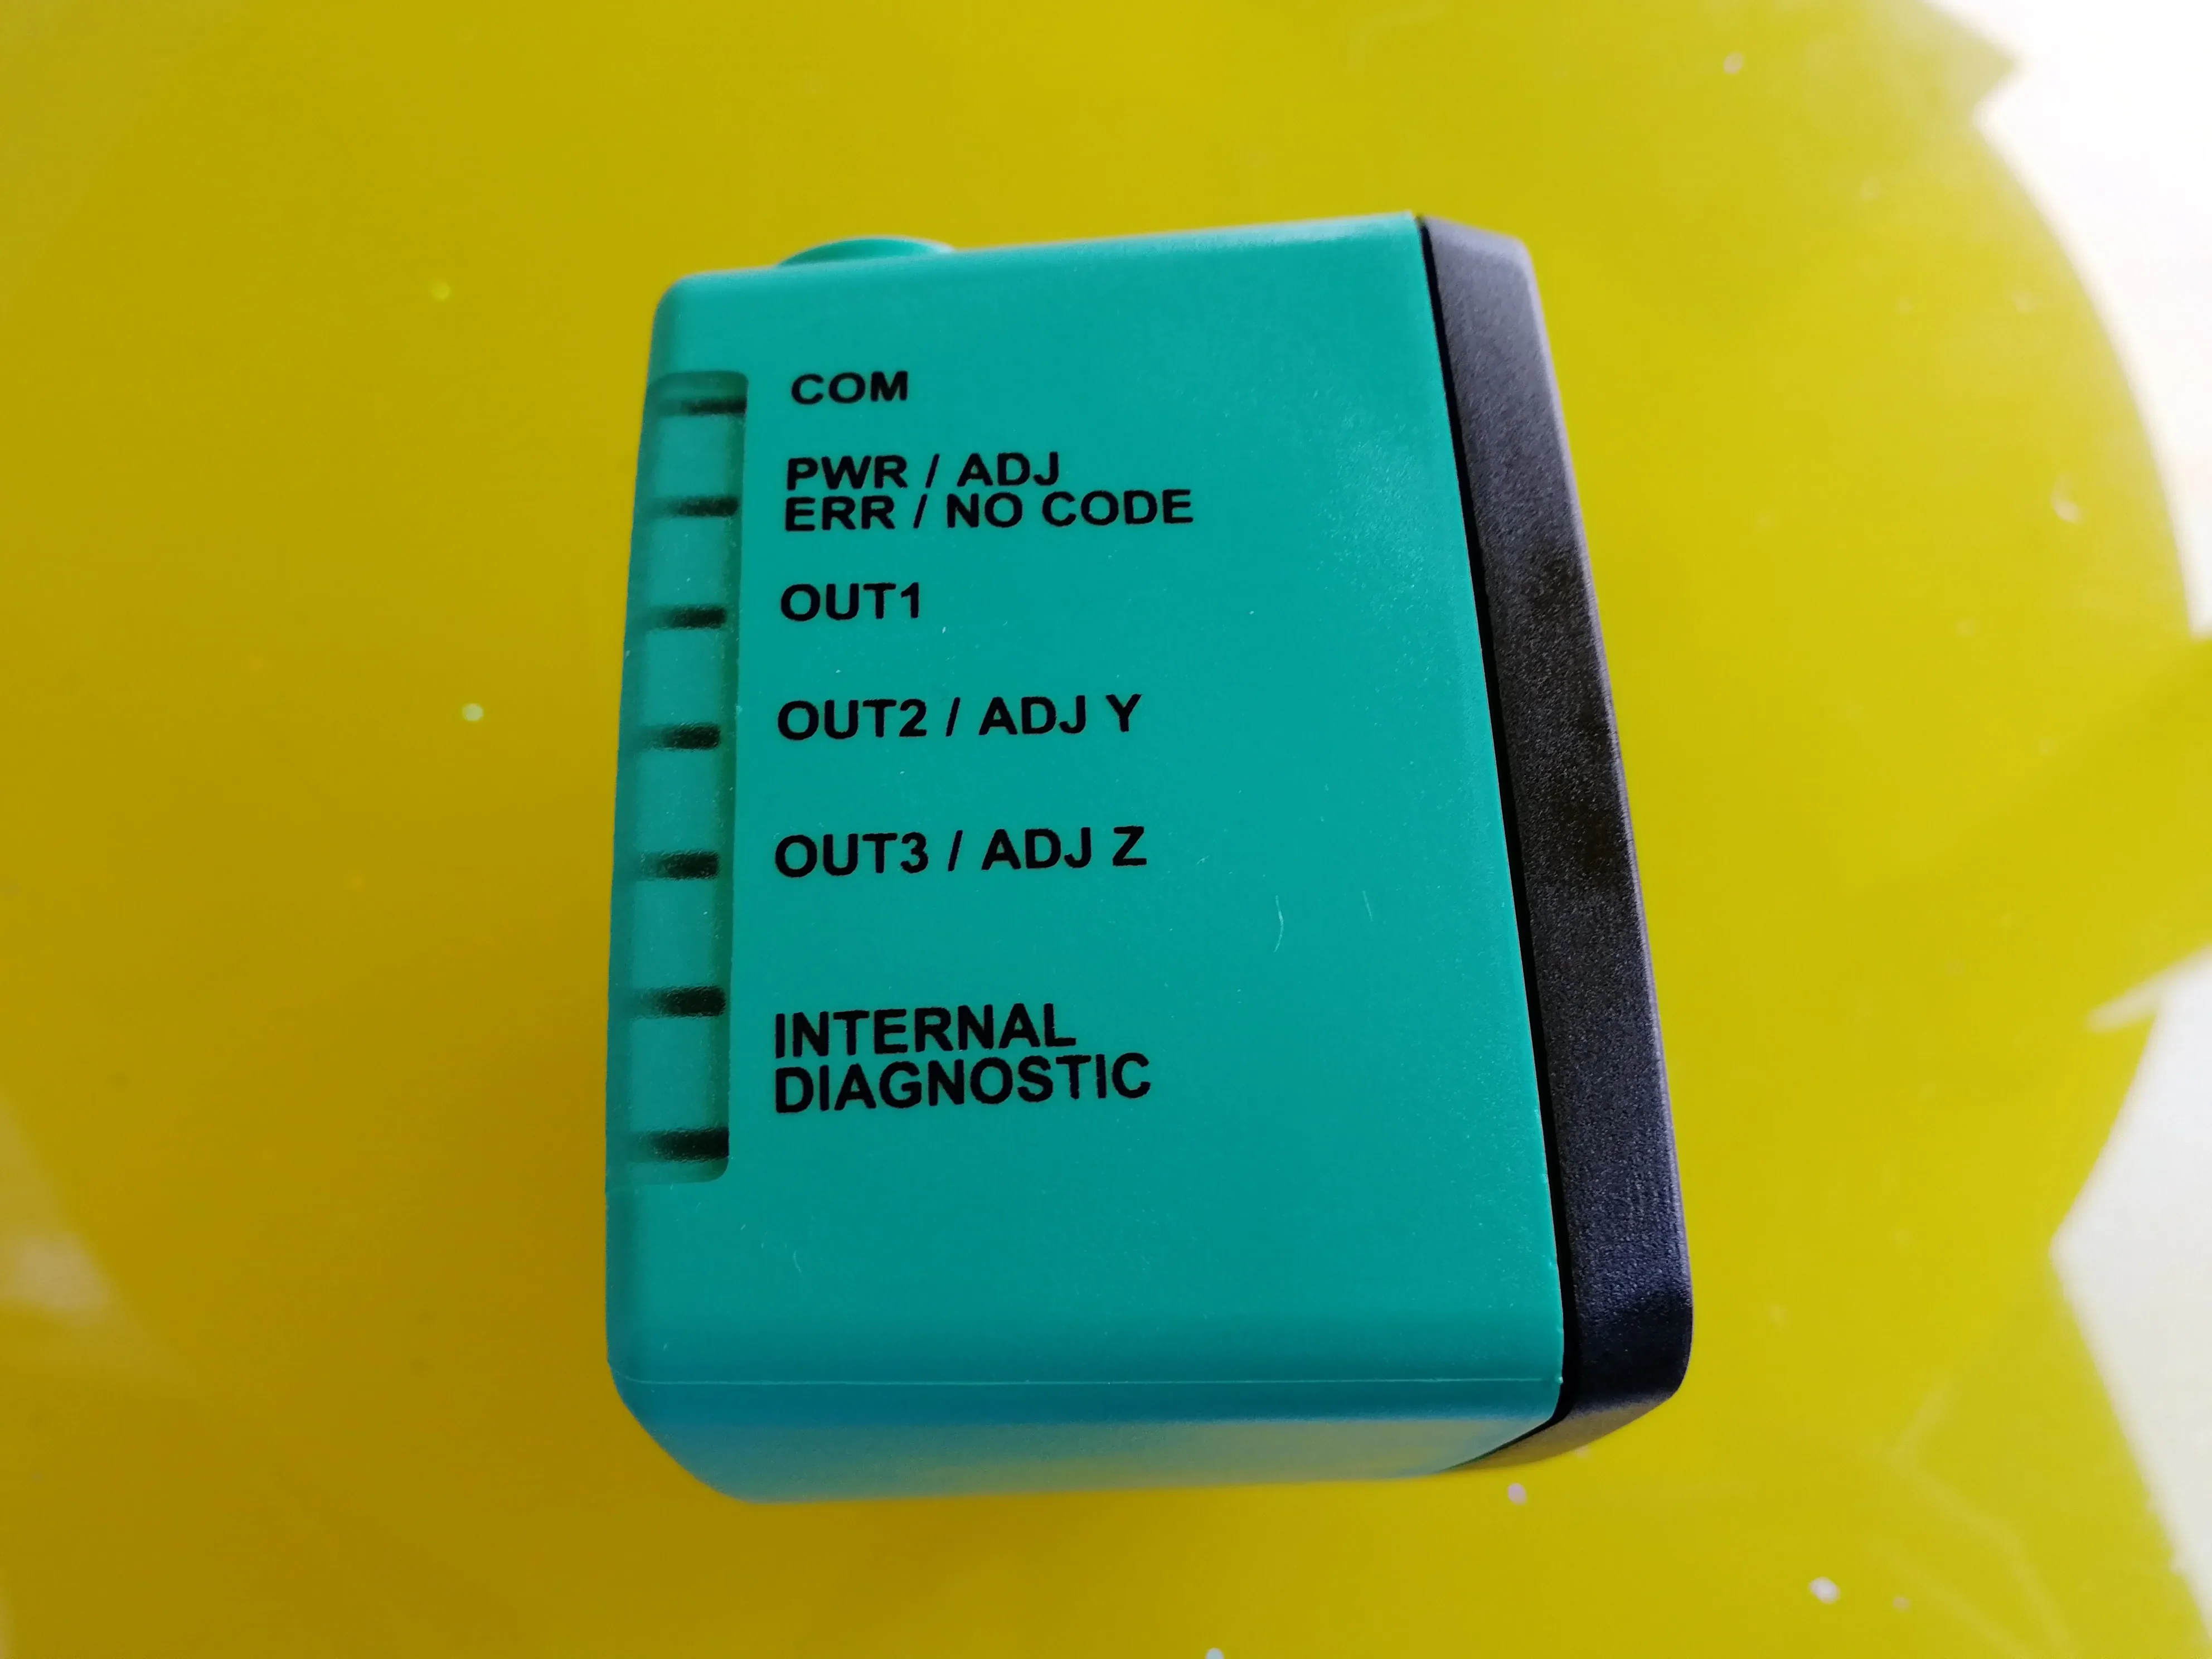 COM
PWR / ADJ
ERR / NO CODE
OUT1
OUT2 / ADJ Y
OUT3 / ADJ Z
INTERNAL
DIAGNOSTIC